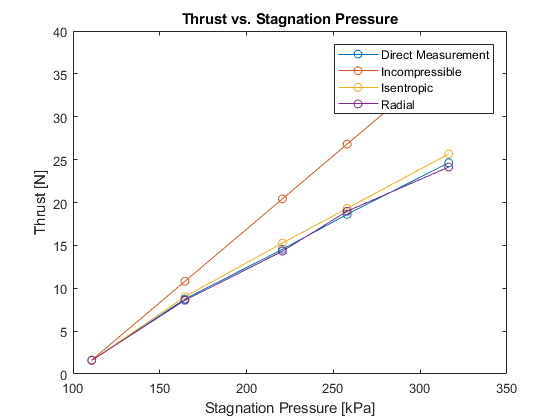 Thrust vs. Stagnation Pressure
40
35
30
25
20
15
10
5
0
Thrust [N]
Direct Measurement
Incompressible
Isentropic
Radial
100
150
200
250
300
350
Stagnation Pressure [kPa]